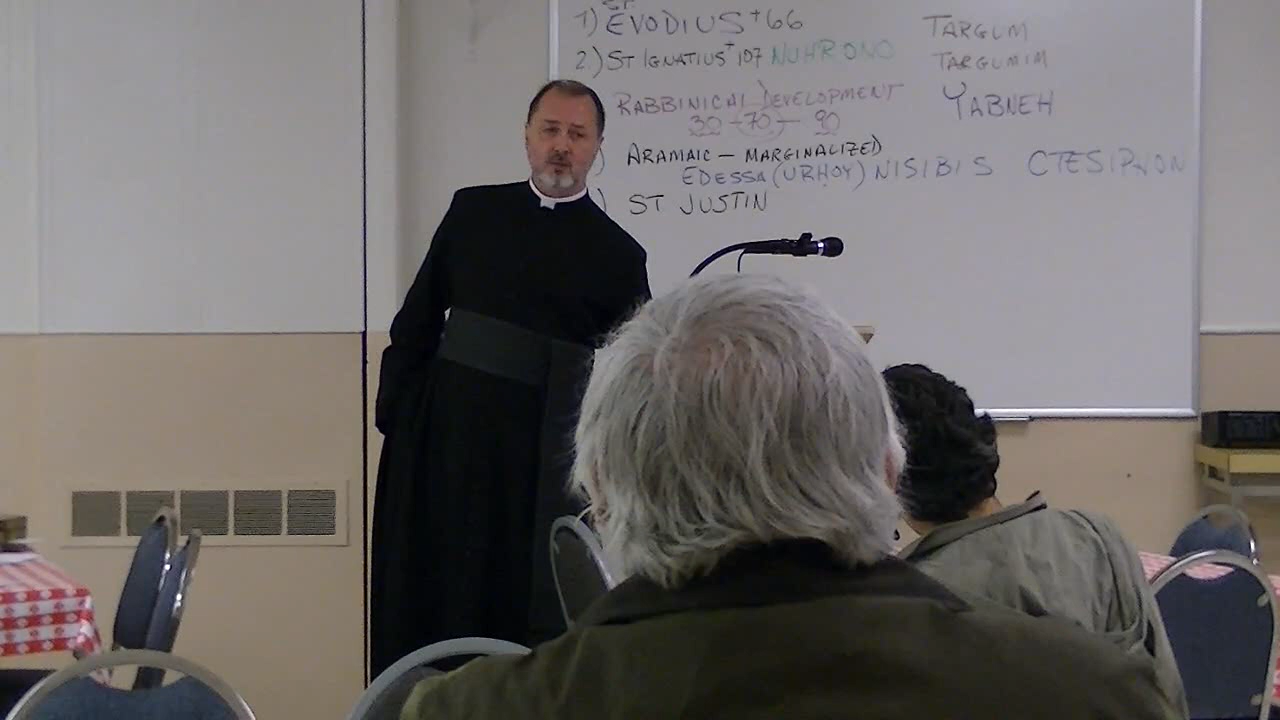 ST
1) EVODIUS +66
2) ST IGNATIUS +107 NUHRONO
RABBINICAL DEVELOPMENT
30 - 70 - 90
) ARAMAIC - MARGINALIZED
EDESSA (URHOY) NISIBIS CTESIPHON
) ST JUSTIN
TARGUM
TARGUMIM
YABNEH